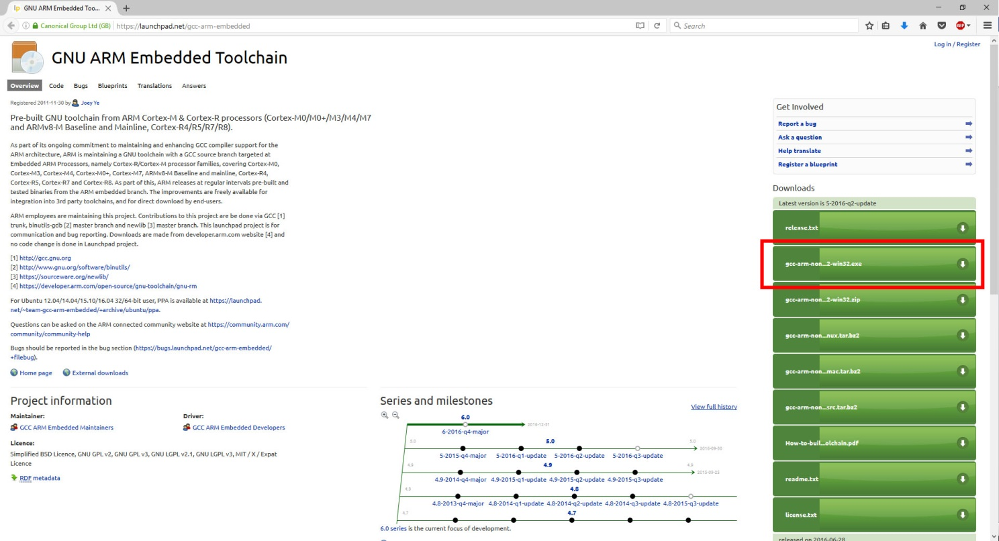 GNU ARM Embedded Too...
Canonical Group Ltd (GB)
https://launchpad.net/gcc-arm-embedded
Search
ABP
Log in / Register
GNU ARM Embedded Toolchain
Overview Code Bugs Blueprints Translations Answers
Registered 2011-11-30 by Joey Ye
Pre-built GNU toolchain from ARM Cortex-M & Cortex-R processors (Cortex-M0/M0+/M3/M4/M7
and ARMv8-M Baseline and Mainline, Cortex-R4/R5/R7/R8).
As part of its ongoing commitment to maintaining and enhancing GCC compiler support for the
ARM architecture, ARM is maintaining a GNU toolchain with a GCC source branch targeted at
Embedded ARM Processors, namely Cortex-R/Cortex-M processor families, covering Cortex-M0,
Cortex-M3, Cortex-M4, Cortex-M0+, Cortex-M7, ARMv8-M Baseline and mainline, Cortex-R4,
Cortex-R5, Cortex-R7 and Cortex-R8. As part of this, ARM releases at regular intervals pre-built and
tested binaries from the ARM embedded branch. The improvements are freely available for
integration into 3rd party toolchains, and for direct download by end-users.
ARM employees are maintaining this project. Contributions to this project are be done via GCC [1]
trunk, binutils-gdb [2] master branch and newlib [3] master branch. This launchpad project is for
communication and bug reporting. Downloads are made from developer.arm.com website [4] and
no code change is done in Launchpad project.
[1] http://gcc.gnu.org
[2] http://www.gnu.org/software/binutils/
[3] https://sourceware.org/newlib/
[4] https://developer.arm.com/open-source/gnu-toolchain/gnu-rm
For Ubuntu 12.04/14.04/15.10/16.04 32/64-bit user, PPA is available at https://launchpad.
net/~team-gcc-arm-embedded/+archive/ubuntu/ppa.
Questions can be asked on the ARM connected community website at https://community.arm.com/
community/community-help
Bugs should be reported in the bug section (https://bugs.launchpad.net/gcc-arm-embedded/
+filebug).
Home page External downloads
Project information
Maintainer:
GCC ARM Embedded Maintainers
Driver:
GCC ARM Embedded Developers
Licence:
Simplified BSD Licence, GNU GPL v2, GNU GPL v3, GNU LGPL v2.1, GNU LGPL v3, MIT / X / Expat
Licence
RDF metadata
Series and milestones
View full history
6.0
2016-12-31
6-2016-q4-major
5.0 5.0 5.0
2016-09-30
5-2015-q4-major 5-2016-q1-update 5-2016-q2-update 5-2016-q3-update
4.9 4.9 4.9
2015-09-25
4.9-2014-q4-major 4.9-2015-q1-update 4.9-2015-q2-update 4.9-2015-q3-update
4.8 4.8
4.8-2013-q4-major 4.8-2014-q1-update 4.8-2014-q2-update 4.8-2014-q3-update 4.8-2015-q3-update
4.7 4.7
6.0 series is the current focus of development.
Get Involved
Report a bug
Ask a question
Help translate
Register a blueprint
Downloads
Latest version is 5-2016-q2-update
release.txt
gcc-arm-non...2-win32.exe
gcc-arm-non...2-win32.zip
gcc-arm-non...nux.tar.bz2
gcc-arm-non...mac.tar.bz2
gcc-arm-non...src.tar.bz2
How-to-buil...olchain.pdf
readme.txt
license.txt
released on 2016-06-28